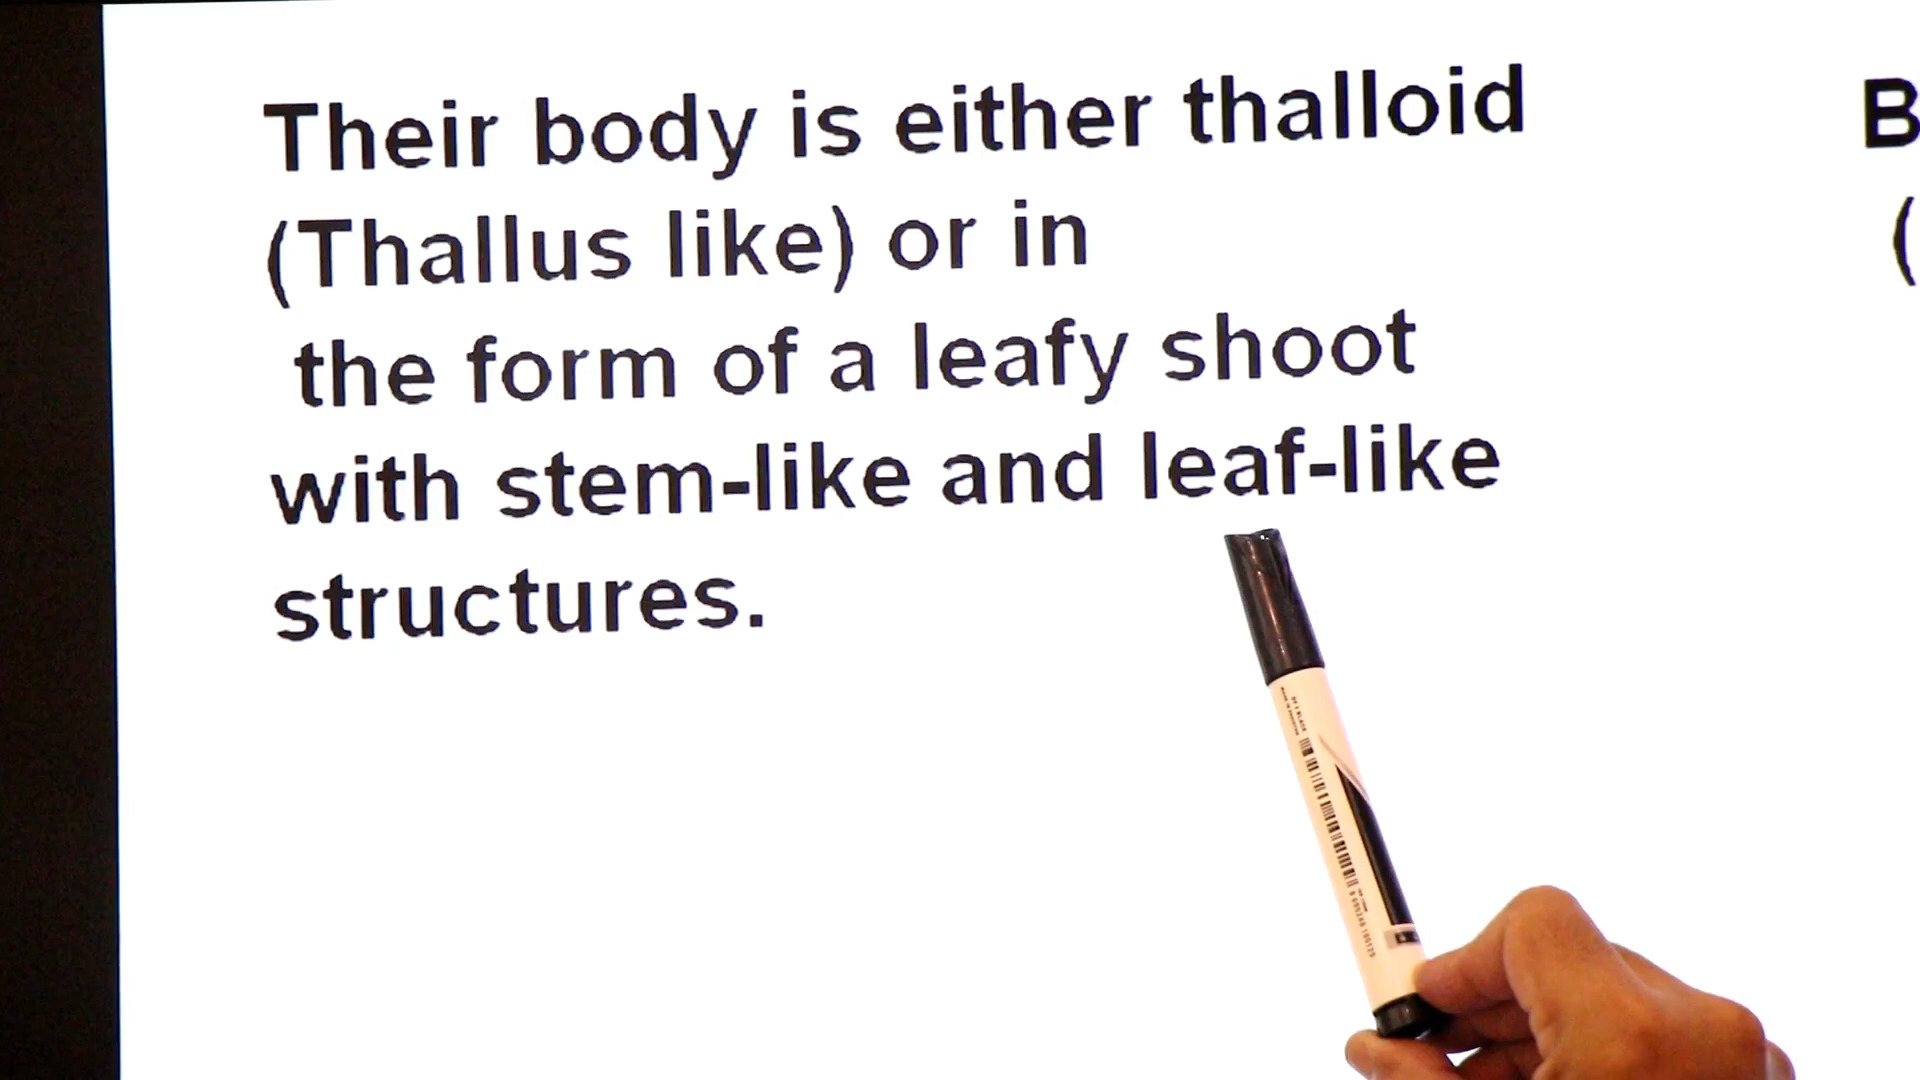 Their body is either thalloid
(Thallus like) or in
the form of a leafy shoot
with stem-like and leaf-like
structures.
B
(